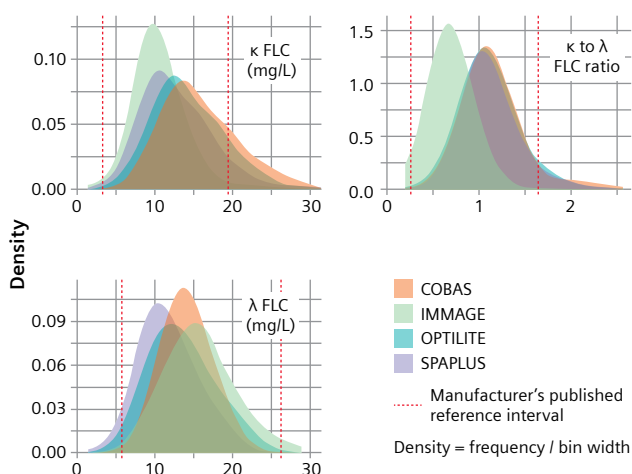 κ FLC
(mg/L)
0.10
0.05
0.00
0 10 20 30
κ to λ
FLC ratio
1.5
1.0
0.5
0.0
0 1 2
Density
λ FLC
(mg/L)
0.09
0.06
0.03
0.00
0 10 20 30
COBAS
IMMAGE
OPTILITE
SPAPLUS
Manufacturer's published
reference interval
Density = frequency / bin width